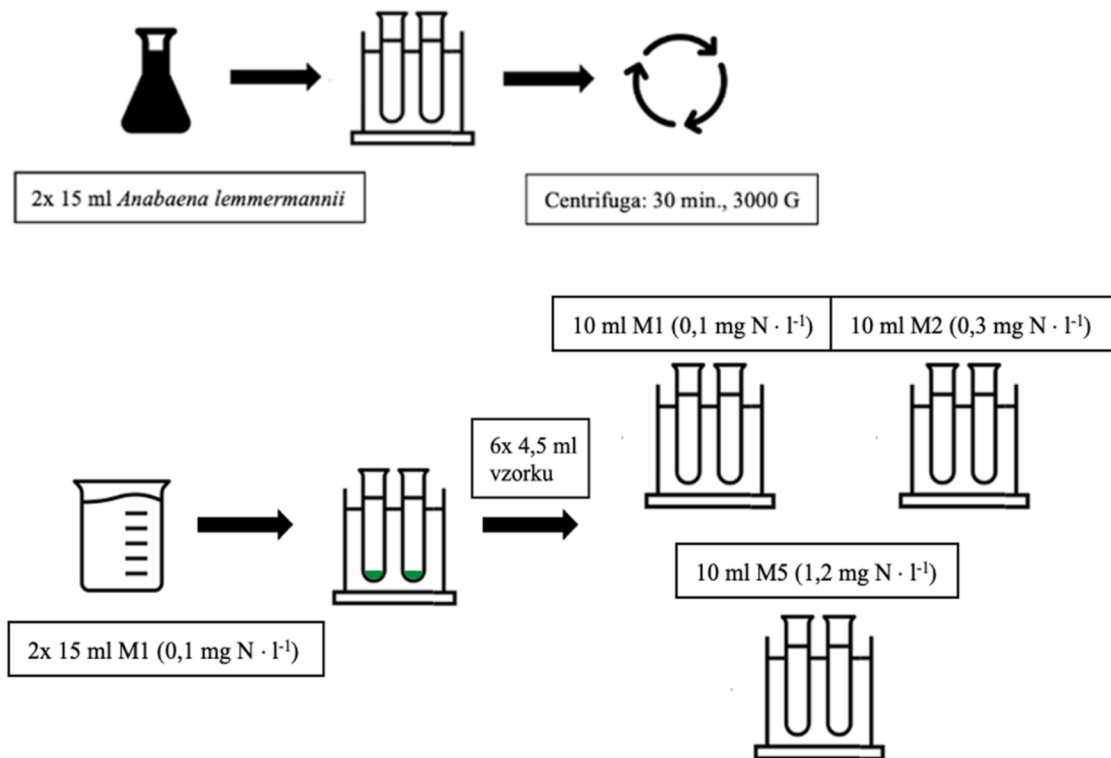 2x 15 ml Anabaena lemmermannii
Centrifuga: 30 min., 3000 G
10 ml M1 (0,1 mg N · l⁻¹)
10 ml M2 (0,3 mg N · l⁻¹)
6x 4,5 ml
vzorku
10 ml M5 (1,2 mg N · l⁻¹)
2x 15 ml M1 (0,1 mg N · l⁻¹)